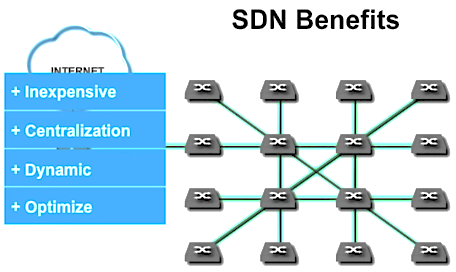 SDN Benefits
INTERNET
+ Inexpensive
+ Centralization
+ Dynamic
+ Optimize